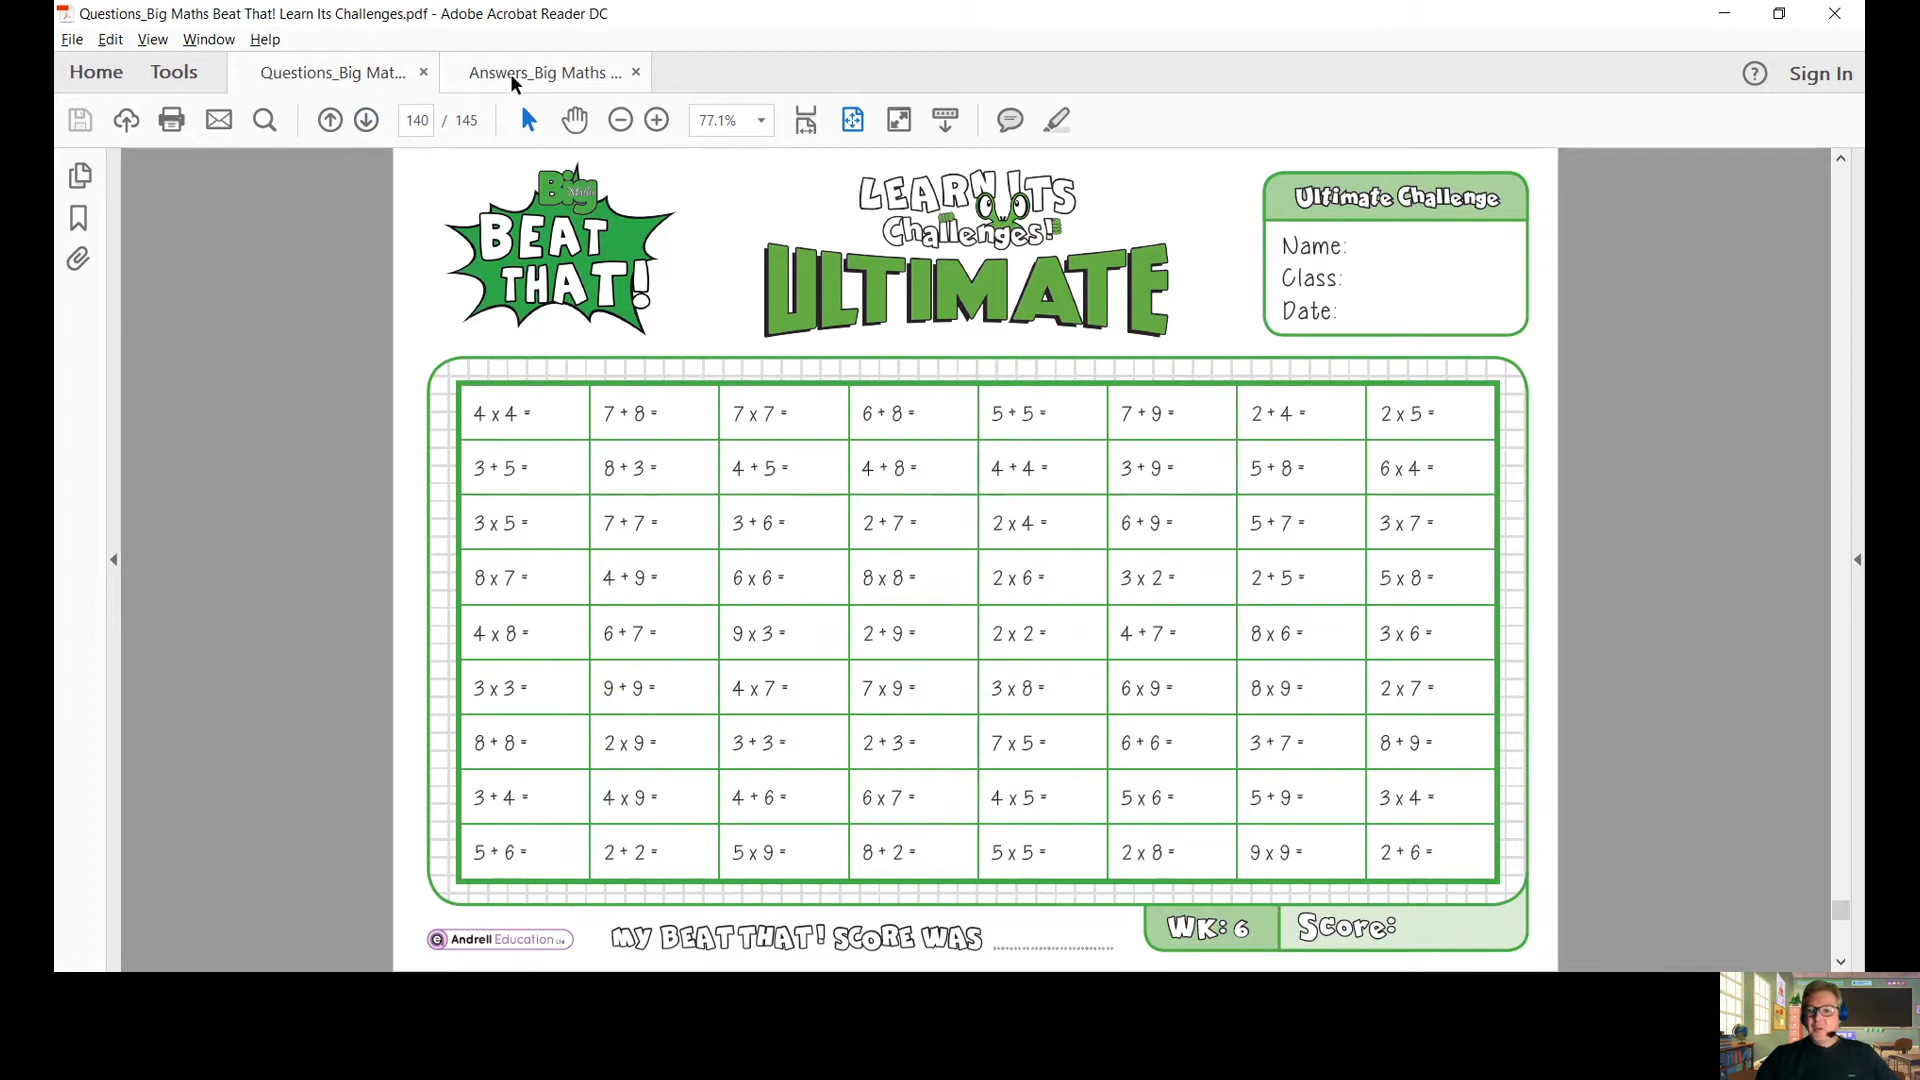 Questions_Big Maths Beat That! Learn Its Challenges.pdf - Adobe Acrobat Reader DC
File Edit View Window Help
Home Tools Questions_Big Mat... × Answers_Big Maths ... × ? Sign In
140 / 145 77.1%
Big Maths
BEAT THAT!
LEARN ITS
Challenges!
ULTIMATE
Ultimate Challenge
Name:
Class:
Date:
4 x 4 = 7 + 8 = 7 x 7 = 6 + 8 = 5 + 5 = 7 + 9 = 2 + 4 = 2 x 5 =
3 + 5 = 8 + 3 = 4 + 5 = 4 + 8 = 4 + 4 = 3 + 9 = 5 + 8 = 6 x 4 =
3 x 5 = 7 + 7 = 3 + 6 = 2 + 7 = 2 x 4 = 6 + 9 = 5 + 7 = 3 x 7 =
8 x 7 = 4 + 9 = 6 x 6 = 8 x 8 = 2 x 6 = 3 x 2 = 2 + 5 = 5 x 8 =
4 x 8 = 6 + 7 = 9 x 3 = 2 + 9 = 2 x 2 = 4 + 7 = 8 x 6 = 3 x 6 =
3 x 3 = 9 + 9 = 4 x 7 = 7 x 9 = 3 x 8 = 6 x 9 = 8 x 9 = 2 x 7 =
8 + 8 = 2 x 9 = 3 + 3 = 2 + 3 = 7 x 5 = 6 + 6 = 3 + 7 = 8 + 9 =
3 + 4 = 4 x 9 = 4 + 6 = 6 x 7 = 4 x 5 = 5 x 6 = 5 + 9 = 3 x 4 =
5 + 6 = 2 + 2 = 5 x 9 = 8 + 2 = 5 x 5 = 2 x 8 = 9 x 9 = 2 + 6 =
e Andrell Education Ltd MY BEAT THAT! SCORE WAS .................... WK: 6 Score: